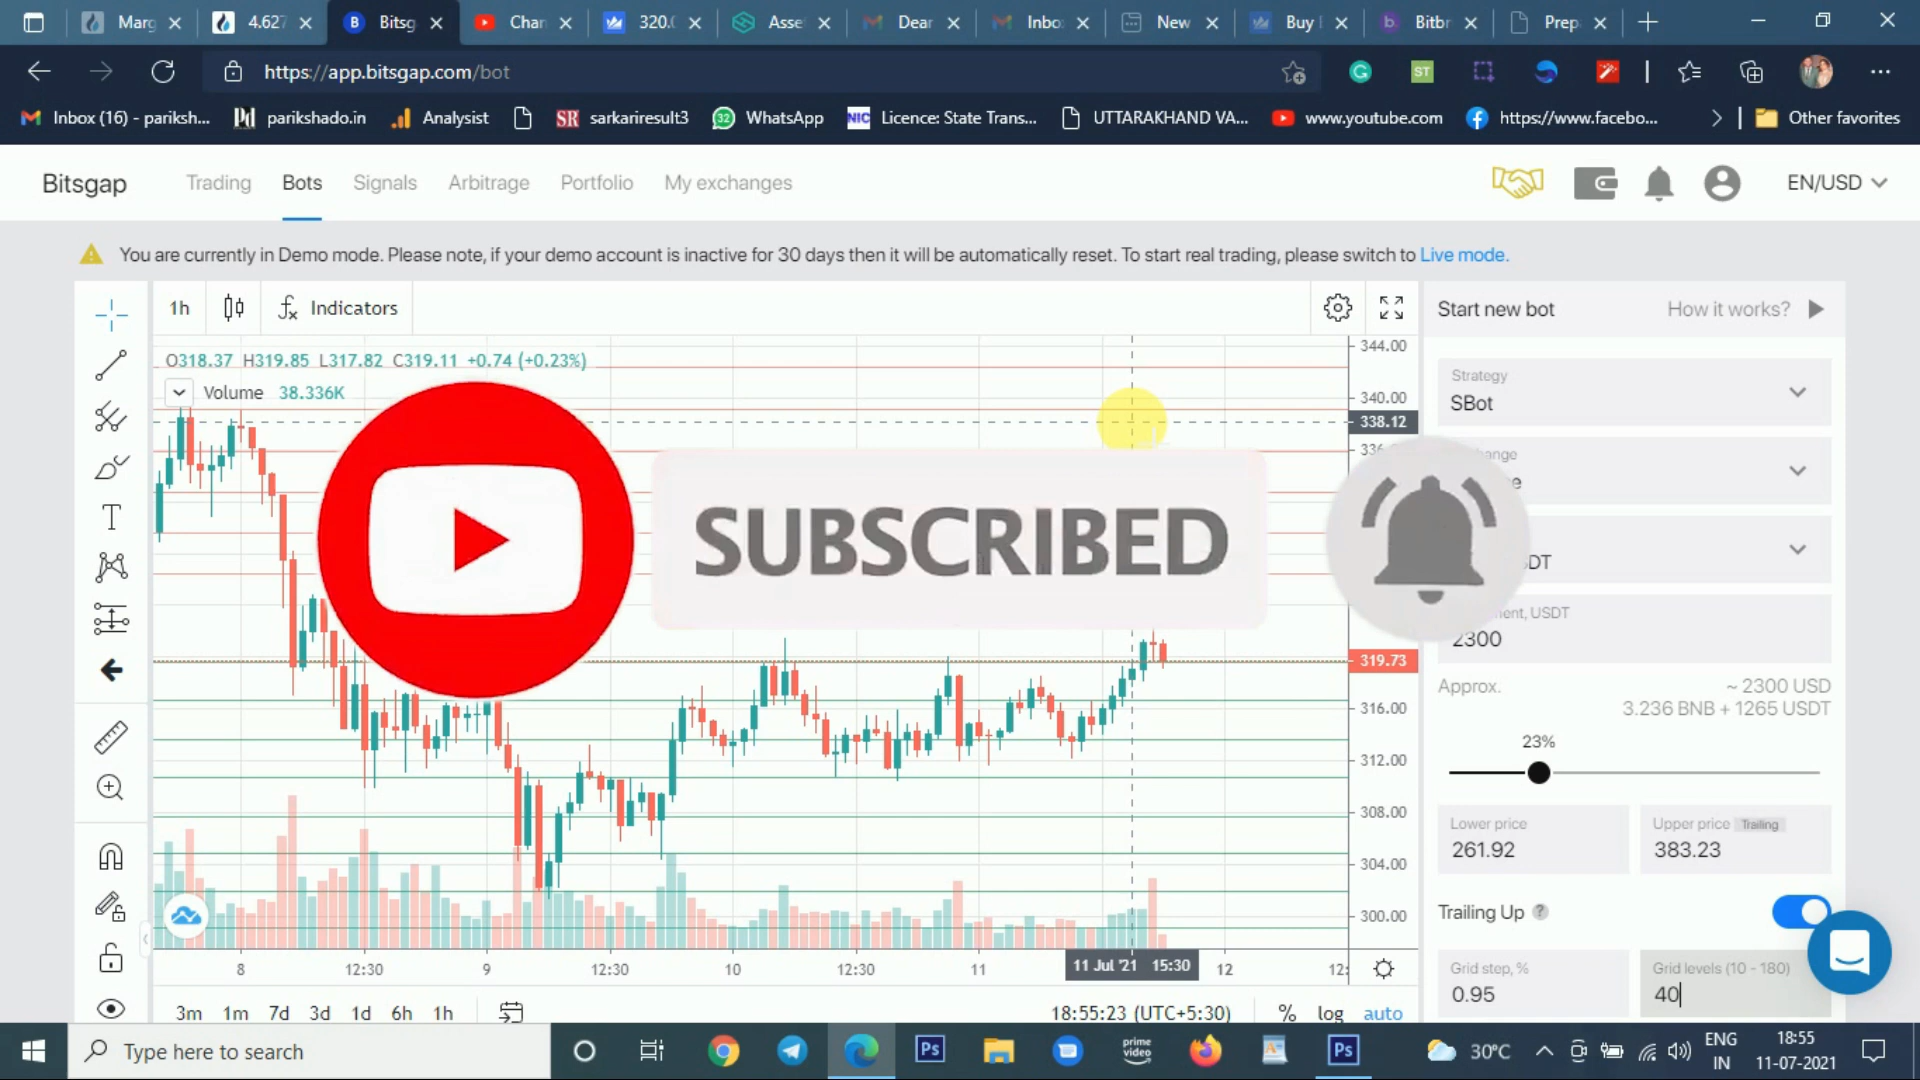 Marg
4.627
Bitsg
Chan
320.0
Asse
Dear
Inbo
New
Buy
Bitbr
Prep
https://app.bitsgap.com/bot
ST
Inbox (16) - pariksh...
Pd parikshado.in
Analysist
SR sarkariresult3
32 WhatsApp
NIC Licence: State Trans...
UTTARAKHAND VA...
www.youtube.com
https://www.facebo...
Other favorites
Bitsgap
Trading
Bots
Signals
Arbitrage
Portfolio
My exchanges
EN/USD
You are currently in Demo mode. Please note, if your demo account is inactive for 30 days then it will be automatically reset. To start real trading, please switch to Live mode.
1h
Indicators
Start new bot
How it works?
O318.37 H319.85 L317.82 C319.11 +0.74 (+0.23%)
Volume 38.336K
344.00
340.00
338.12
319.73
316.00
312.00
308.00
304.00
300.00
SUBSCRIBED
Strategy
SBot
2300
Approx.
~ 2300 USD
3.236 BNB + 1265 USDT
23%
Lower price
261.92
Upper price Trailing
383.23
Trailing Up ?
Grid step, %
0.95
Grid levels (10 - 180)
40
8
12:30
9
12:30
10
12:30
11
11 Jul '21 15:30
12
3m 1m 7d 3d 1d 6h 1h
18:55:23 (UTC+5:30)
% log auto
Type here to search
Ps
prime video
Ps
30°C
ENG
IN
18:55
11-07-2021